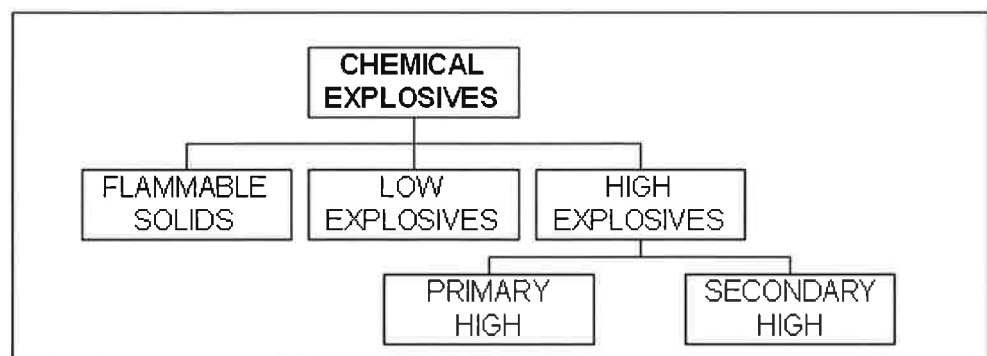 CHEMICAL
EXPLOSIVES
FLAMMABLE
SOLIDS
LOW
EXPLOSIVES
HIGH
EXPLOSIVES
PRIMARY
HIGH
SECONDARY
HIGH